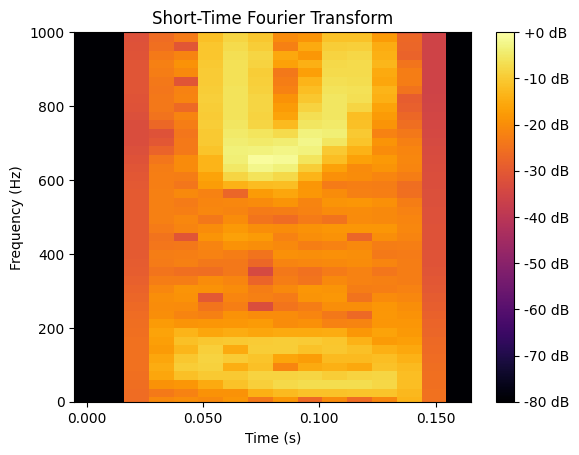 Short-Time Fourier Transform
1000
800
600
400
200
0
Frequency (Hz)
0.000
0.050
0.100
0.150
Time (s)
+0 dB
-10 dB
-20 dB
-30 dB
-40 dB
-50 dB
-60 dB
-70 dB
-80 dB